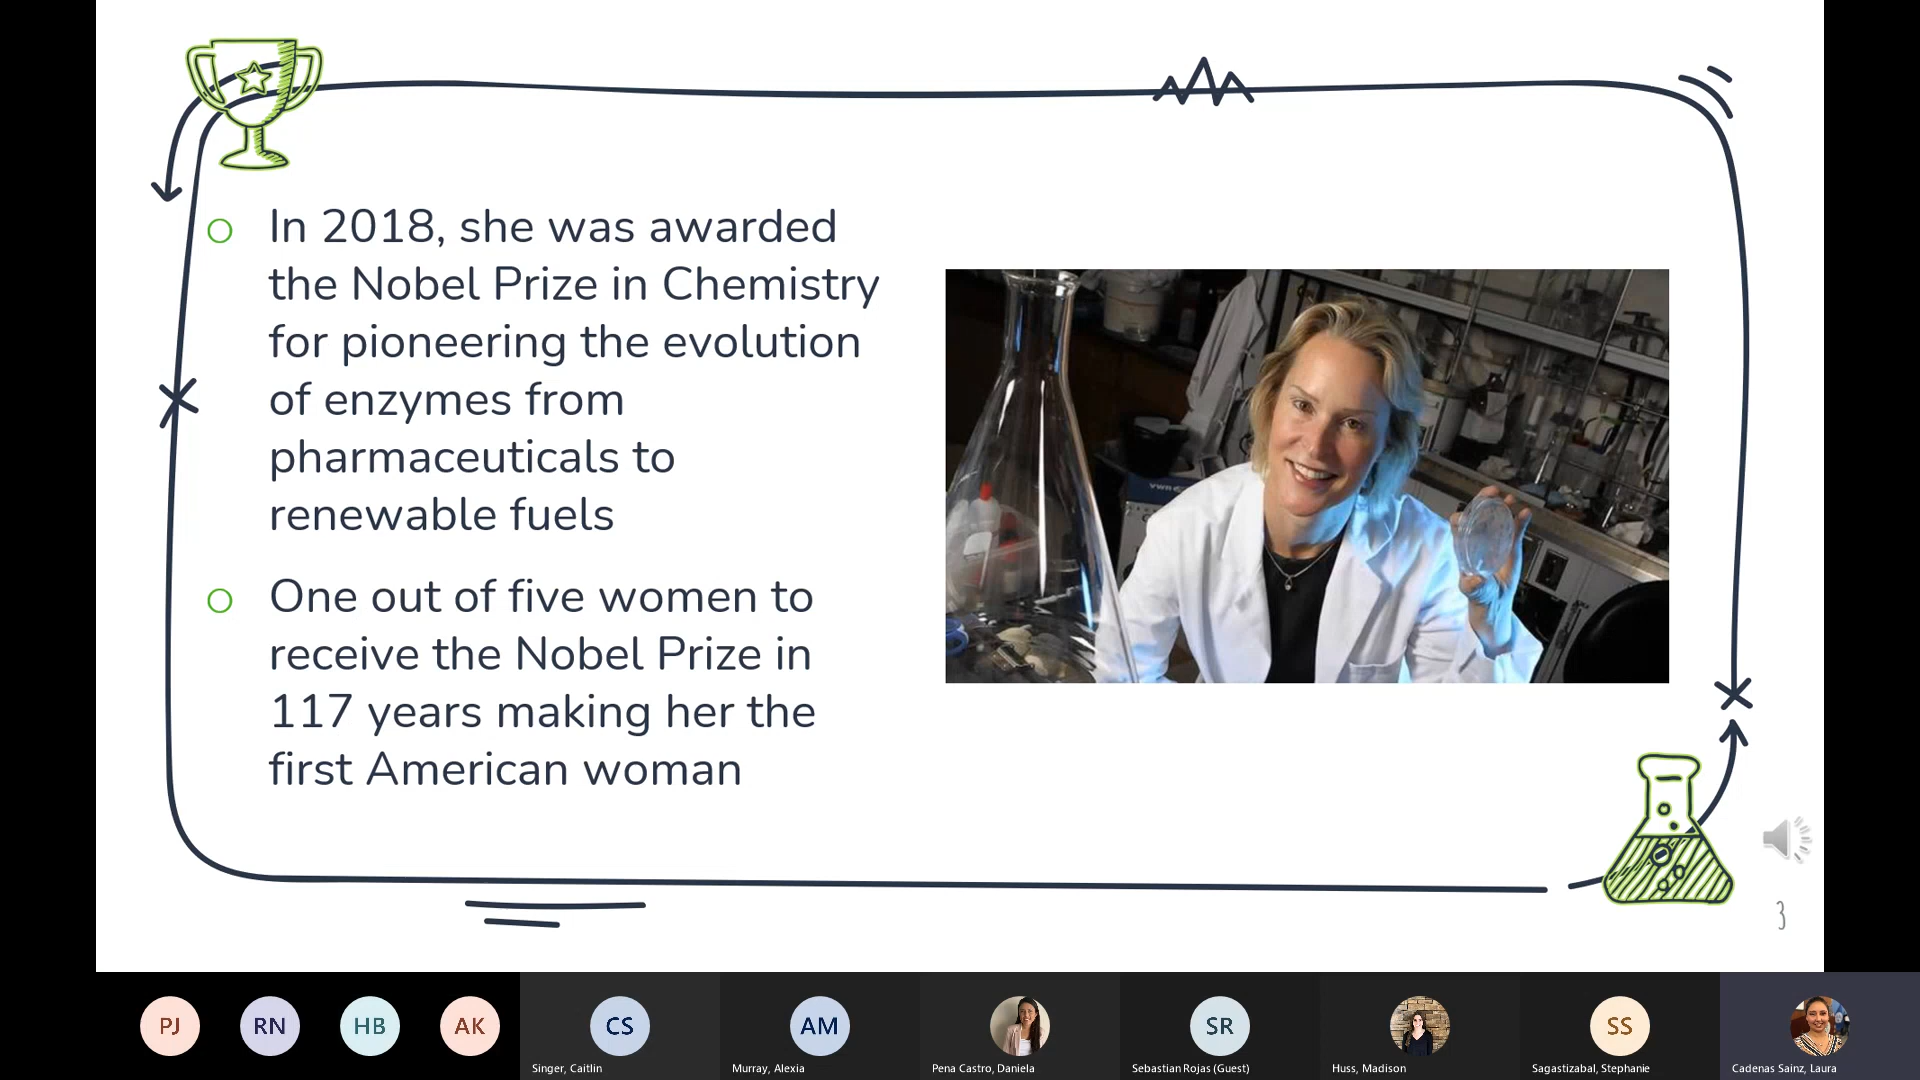 In 2018, she was awarded
the Nobel Prize in Chemistry
for pioneering the evolution
of enzymes from
pharmaceuticals to
renewable fuels
One out of five women to
receive the Nobel Prize in
117 years making her the
first American woman
VWR
3
PJ
RN
HB
AK
CS
AM
SR
SS
Singer, Caitlin
Murray, Alexia
Pena Castro, Daniela
Sebastian Rojas (Guest)
Huss, Madison
Sagastizabal, Stephanie
Cadenas Sainz, Laura